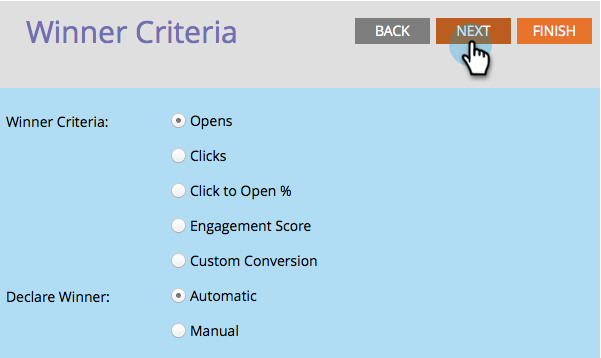 Winner Criteria
BACK
NEXT
FINISH
Winner Criteria:
Opens
Clicks
Click to Open %
Engagement Score
Custom Conversion
Declare Winner:
Automatic
Manual